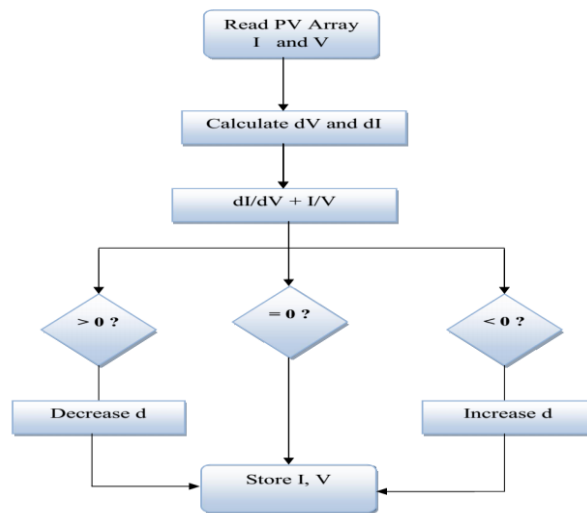 Read PV Array
I and V
Calculate dV and dI
dI/dV + I/V
> 0 ?
= 0 ?
< 0 ?
Decrease d
Increase d
Store I, V